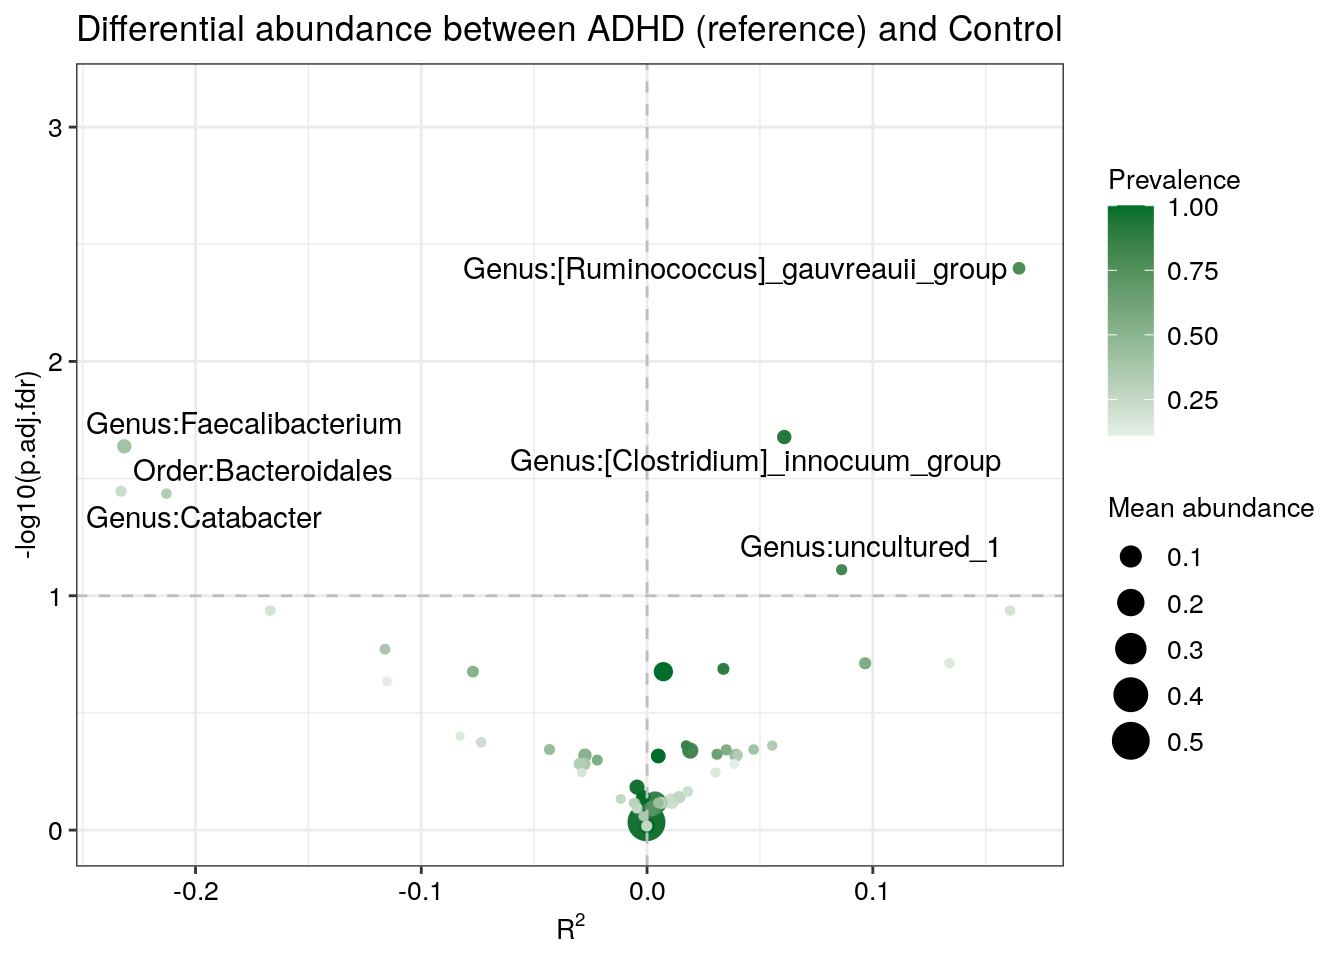 Differential abundance between ADHD (reference) and Control
-log10(p.adj.fdr)
3
2
1
0
Genus:[Ruminococcus]_gauvreauii_group
Genus:Faecalibacterium
Genus:[Clostridium]_innocuum_group
Order:Bacteroidales
Genus:Catabacter
Genus:uncultured_1
-0.2
-0.1
0.0
0.1
R²
Prevalence
1.00
0.75
0.50
0.25
Mean abundance
0.1
0.2
0.3
0.4
0.5